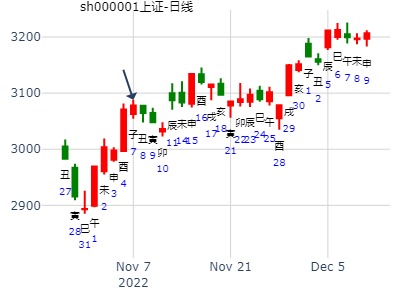 sh000001上证-日线
3200
3100
3000
2900
丑
27
寅
28
巳
31
午
1
未
2
申
3
酉
4
子
7
丑
8
寅
9
卯
10
辰
11
未
14
申
15
酉
16
戌
17
亥
18
寅
21
卯
22
辰
23
巳
24
午
25
酉
28
戌
29
亥
30
子
1
丑
2
辰
5
巳
6
午
7
未
8
申
9
Nov 7
2022
Nov 21
Dec 5